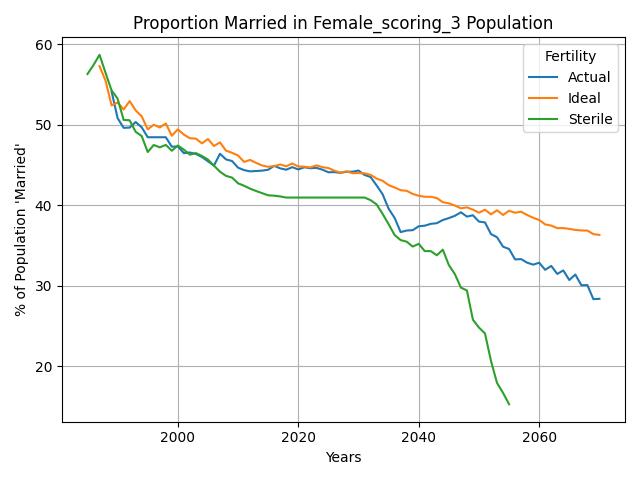 Proportion Married in Female_scoring_3 Population
% of Population 'Married'
60
50
40
30
20
Fertility
Actual
Ideal
Sterile
2000
2020
2040
2060
Years